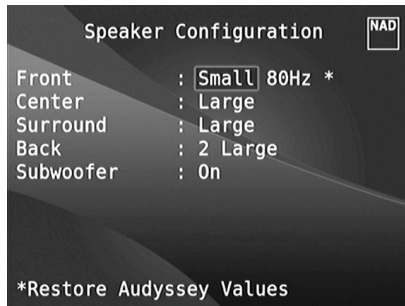 Speaker Configuration
NAD
Front : Small 80Hz *
Center : Large
Surround : Large
Back : 2 Large
Subwoofer : On
*Restore Audyssey Values